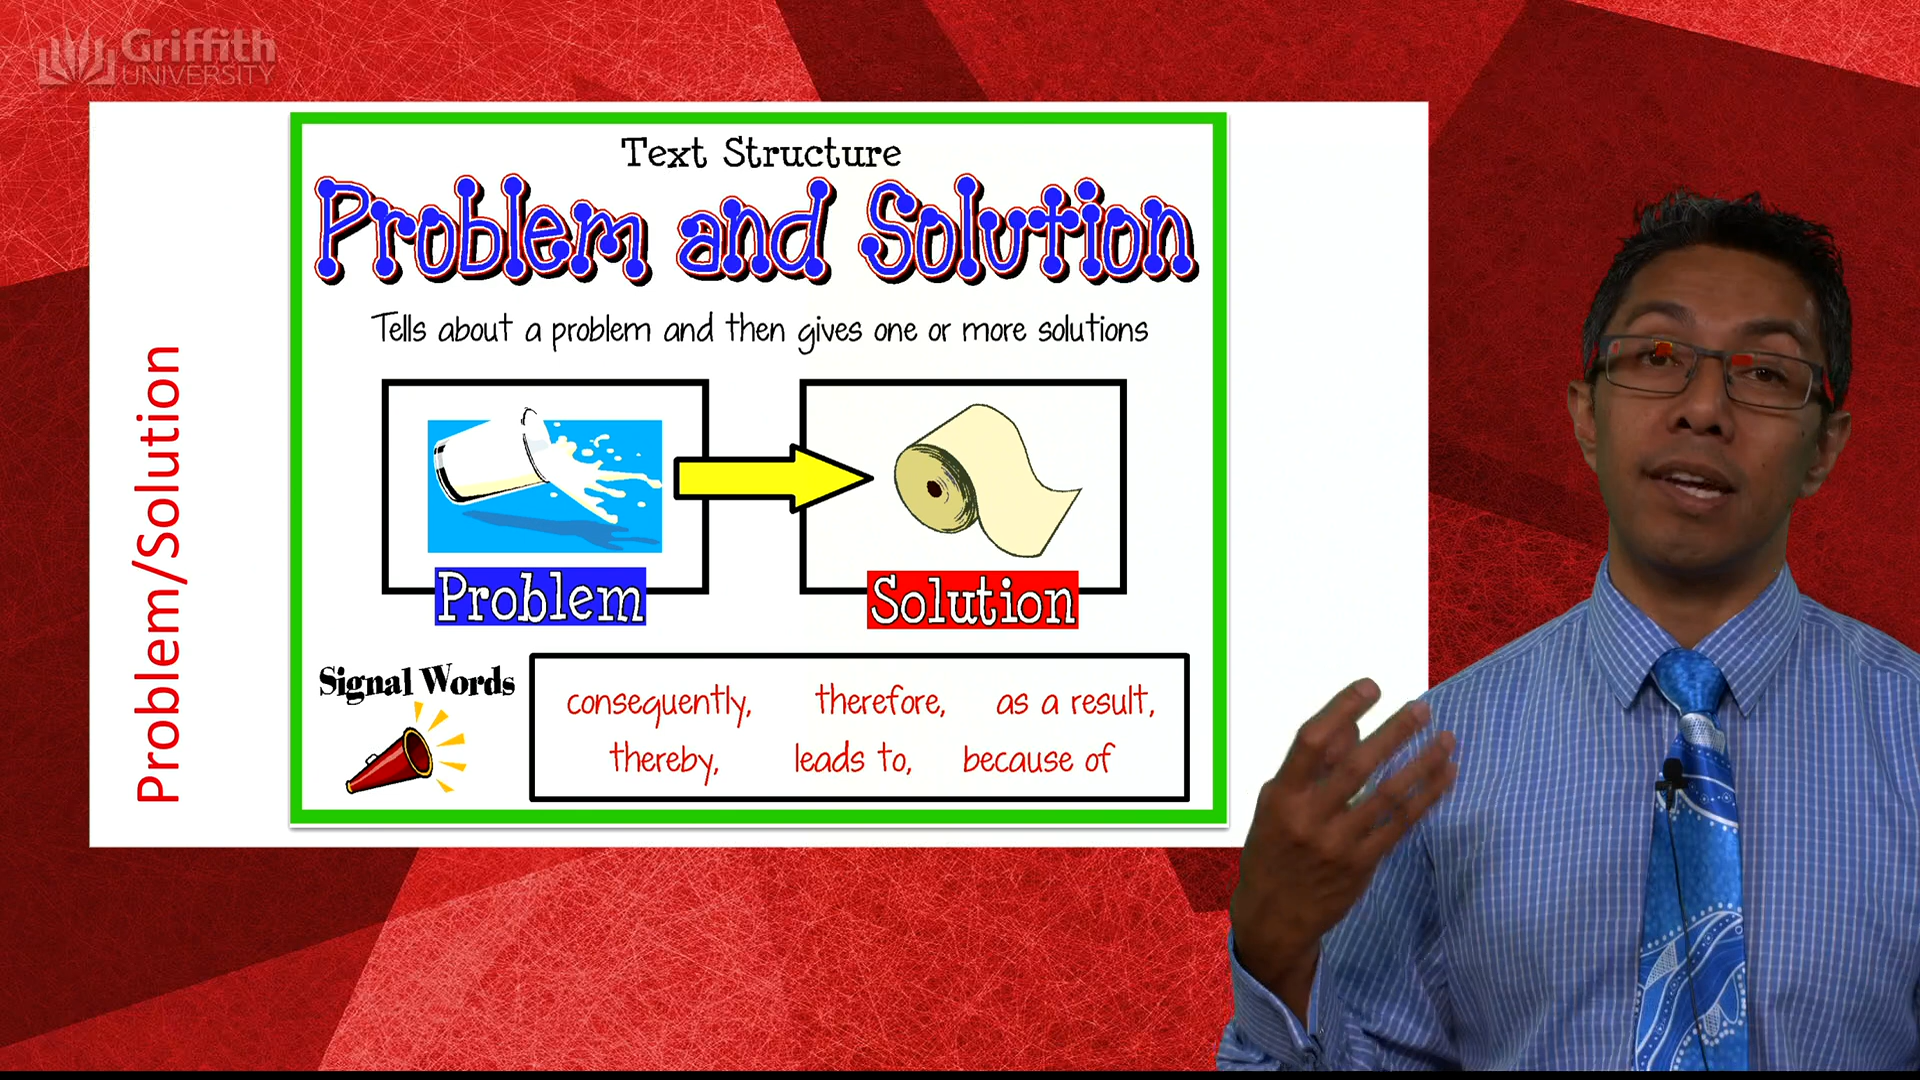 Griffith
UNIVERSITY
Problem/Solution
Text Structure
Problem and Solution
Tells about a problem and then gives one or more solutions
Problem
Solution
Signal Words
consequently, therefore, as a result,
thereby, leads to, because of